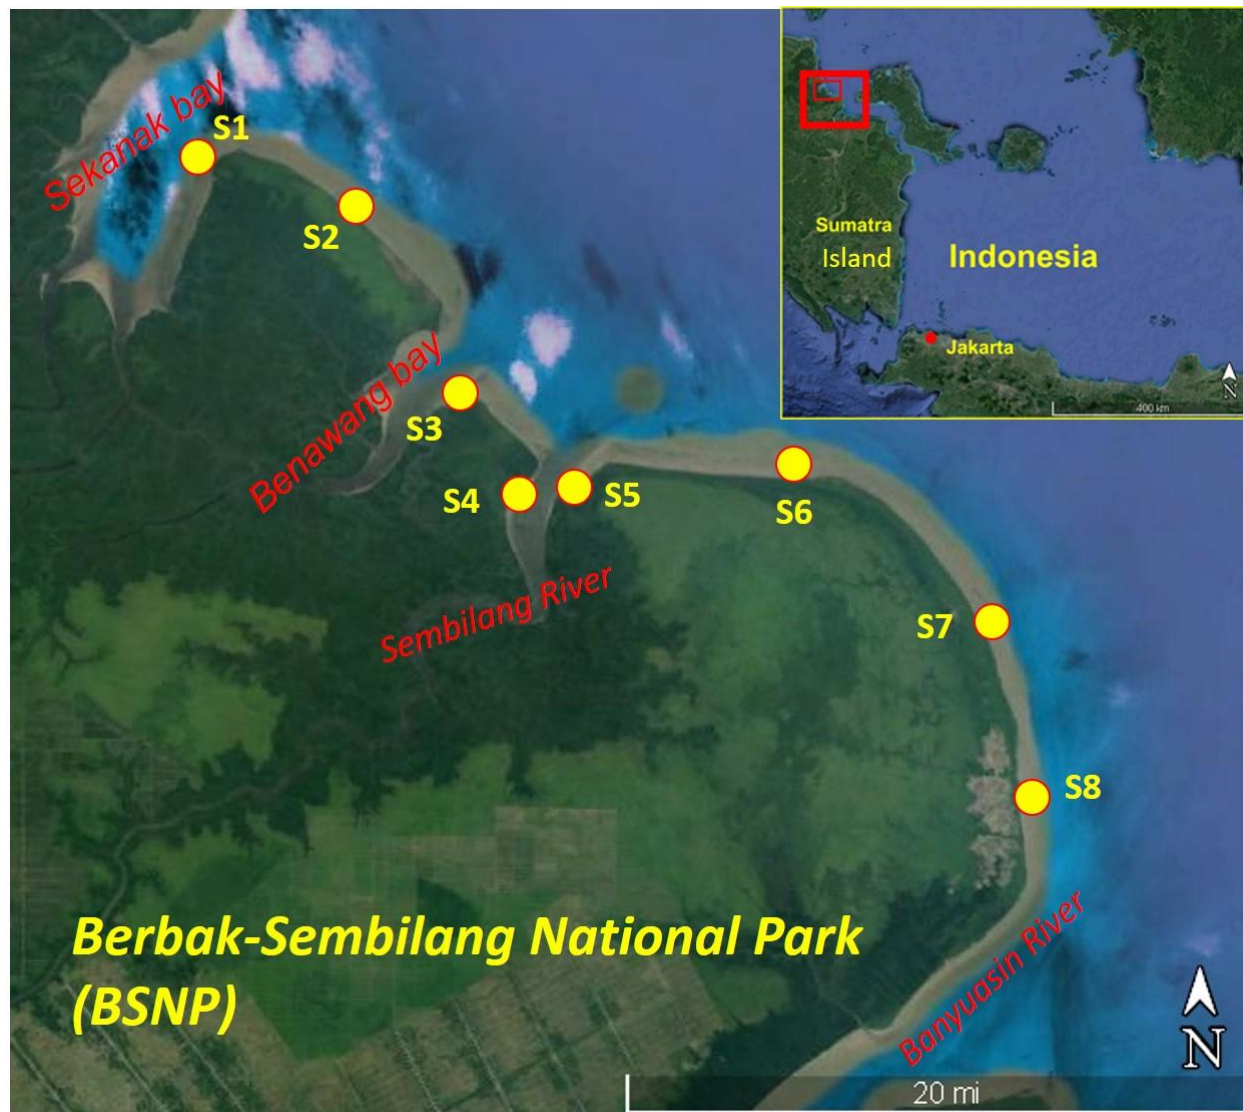 Sekanak bay
S1
S2
Sumatra
Island
Indonesia
Jakarta
N
400 km
Benawang bay
S3
S4
S5
S6
Sembilang River
S7
S8
Berbak-Sembilang National Park
(BSNP)
Banyuasin River
N
20 mi